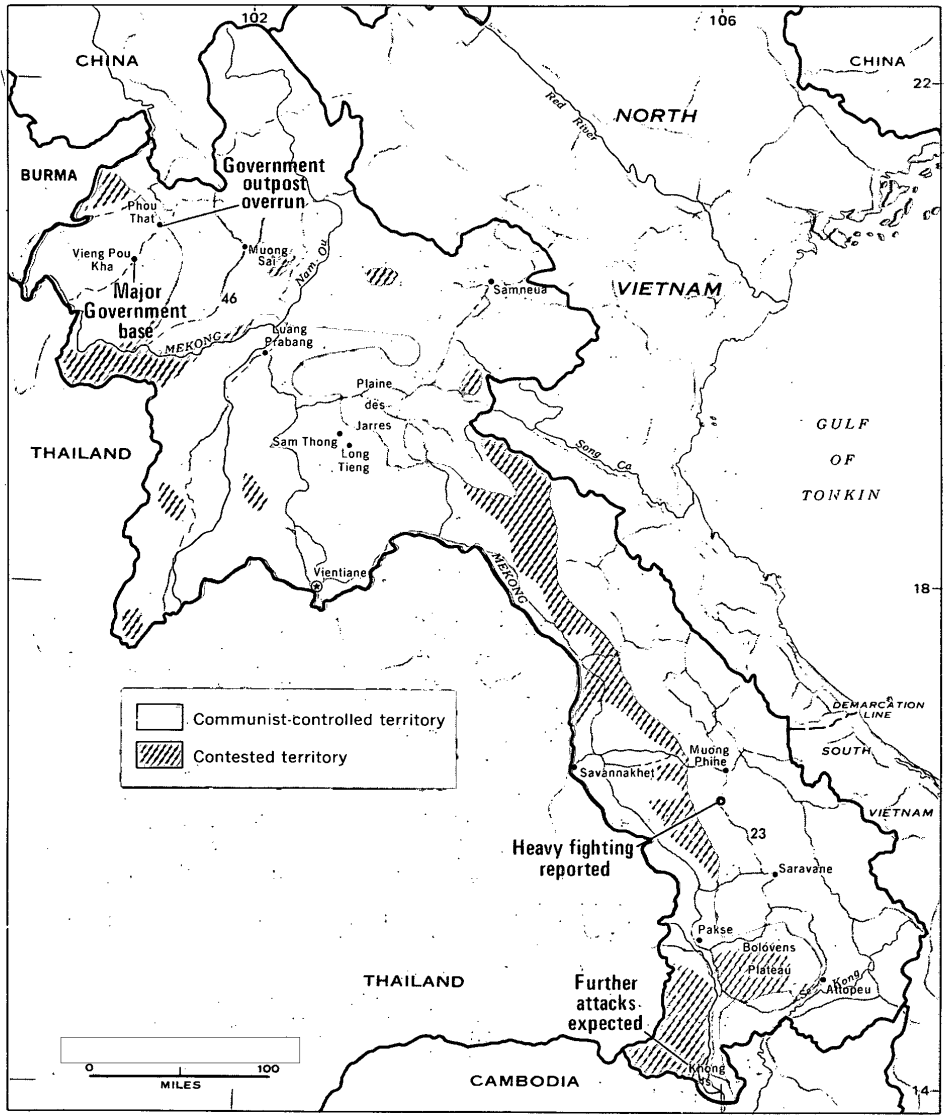 102
106
CHINA
CHINA
22
Red
River
NORTH
BURMA
Government
outpost
overrun
Phou
That
Muong
Sai
Vieng Pou
Kha
Nam Ou
Samneua
VIETNAM
Major
Government
base
46
MEKONG
Luang
Prabang
Plaine
des
Jarres
THAILAND
Sam Thong
Long
Tieng
Song Ca
GULF
OF
TONKIN
MEKONG
Vientiane
18
Communist-controlled territory
Contested territory
DEMARCATION
LINE
SOUTH
VIETNAM
Muong
Phine
Savannakhet
23
Heavy fighting
reported
Saravane
Pakse
Bolovens
Plateau
Se Kong
Attopeu
THAILAND
Further
attacks
expected
Khong
Is
0 100
MILES
CAMBODIA
14